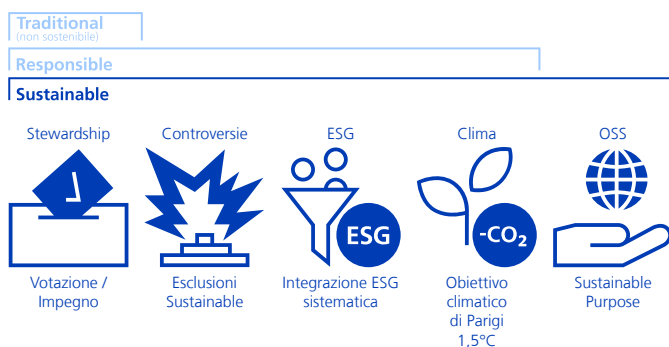 Traditional
(non sostenibile)
Responsible
Sustainable
Stewardship
Controversie
ESG
Clima
OSS
ESG
-CO₂
Votazione /
Impegno
Esclusioni
Sustainable
Integrazione ESG
sistematica
Obiettivo
climatico
di Parigi
1,5°C
Sustainable
Purpose